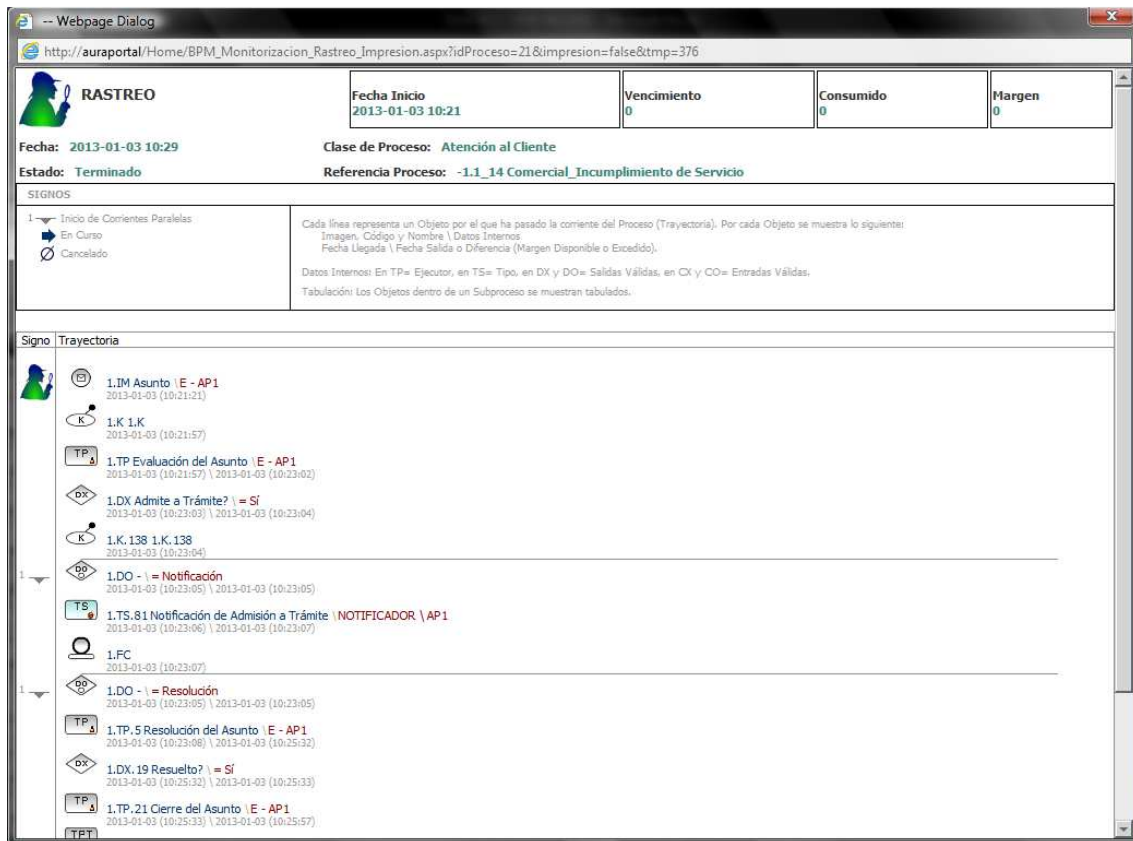 -- Webpage Dialog
http://auraportal/Home/BPM_Monitorizacion_Rastreo_Impresion.aspx?idProceso=21&impresion=false&tmp=376
RASTREO
Fecha Inicio
2013-01-03 10:21
Vencimiento
0
Consumido
0
Margen
0
Fecha: 2013-01-03 10:29
Clase de Proceso: Atención al Cliente
Estado: Terminado
Referencia Proceso: -1.1_14 Comercial_Incumplimiento de Servicio
SIGNOS
1 Inicio de Corrientes Paralelas
En Curso
Cancelado
Cada línea representa un Objeto por el que ha pasado la corriente del Proceso (Trayectoria). Por cada Objeto se muestra lo siguiente:
Imagen, Código y Nombre \ Datos Internos
Fecha Llegada \ Fecha Salida o Diferencia (Margen Disponible o Excedido).
Datos Internos: En TP= Ejecutor, en TS= Tipo, en DX y DO= Salidas Válidas, en CX y CO= Entradas Válidas.
Tabulación: Los Objetos dentro de un Subproceso se muestran tabulados.
Signo Trayectoria
1.IM Asunto \E - AP1
2013-01-03 (10:21:21)
K 1.K 1.K
2013-01-03 (10:21:57)
TP 1.TP Evaluación del Asunto \E - AP1
2013-01-03 (10:21:57) \ 2013-01-03 (10:23:02)
DX 1.DX Admite a Trámite? \ = Sí
2013-01-03 (10:23:03) \ 2013-01-03 (10:23:04)
K 1.K.138 1.K.138
2013-01-03 (10:23:04)
1 DO 1.DO - \ = Notificación
2013-01-03 (10:23:05) \ 2013-01-03 (10:23:05)
TS 1.TS.81 Notificación de Admisión a Trámite \NOTIFICADOR \ AP1
2013-01-03 (10:23:06) \ 2013-01-03 (10:23:07)
1.FC
2013-01-03 (10:23:07)
1 DO 1.DO - \ = Resolución
2013-01-03 (10:23:05) \ 2013-01-03 (10:23:05)
TP 1.TP.5 Resolución del Asunto \E - AP1
2013-01-03 (10:23:08) \ 2013-01-03 (10:25:32)
DX 1.DX.19 Resuelto? \ = Sí
2013-01-03 (10:25:32) \ 2013-01-03 (10:25:33)
TP 1.TP.21 Cierre del Asunto \E - AP1
2013-01-03 (10:25:33) \ 2013-01-03 (10:25:57)
TPT